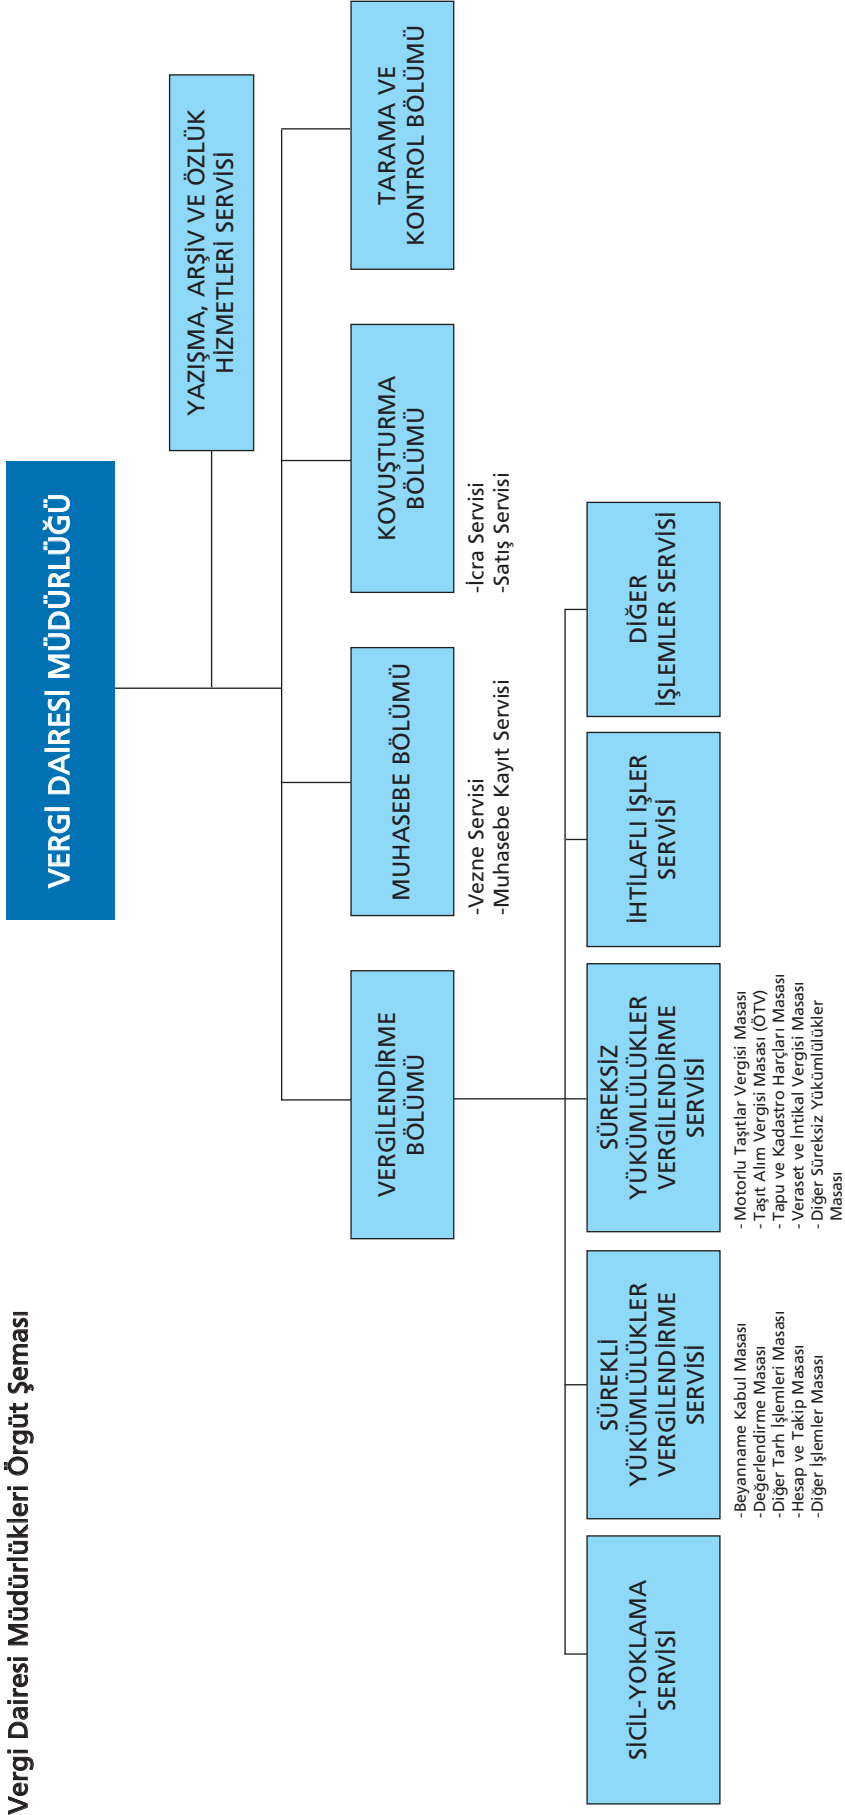 Vergi Dairesi Müdürlükleri Örgüt Şeması
VERGİ DAİRESİ MÜDÜRLÜĞÜ
YAZIŞMA, ARŞİV VE ÖZLÜK
HİZMETLERİ SERVİSİ
VERGİLENDİRME
BÖLÜMÜ
MUHASEBE BÖLÜMÜ
-Vezne Servisi
-Muhasebe Kayıt Servisi
KOVUŞTURMA
BÖLÜMÜ
-İcra Servisi
-Satış Servisi
TARAMA VE
KONTROL BÖLÜMÜ
SİCİL-YOKLAMA
SERVİSİ
SÜREKLİ
YÜKÜMLÜLÜKLER
VERGİLENDİRME
SERVİSİ
-Beyanname Kabul Masası
-Değerlendirme Masası
-Diğer Tarh İşlemleri Masası
-Hesap ve Takip Masası
-Diğer İşlemler Masası
SÜREKSİZ
YÜKÜMLÜLÜKLER
VERGİLENDİRME
SERVİSİ
- Motorlu Taşıtlar Vergisi Masası
- Taşıt Alım Vergisi Masası (ÖTV)
- Tapu ve Kadastro Harçları Masası
- Veraset ve İntikal Vergisi Masası
- Diğer Süreksiz Yükümlülükler
Masası
İHTİLAFLI İŞLER
SERVİSİ
DİĞER
İŞLEMLER SERVİSİ